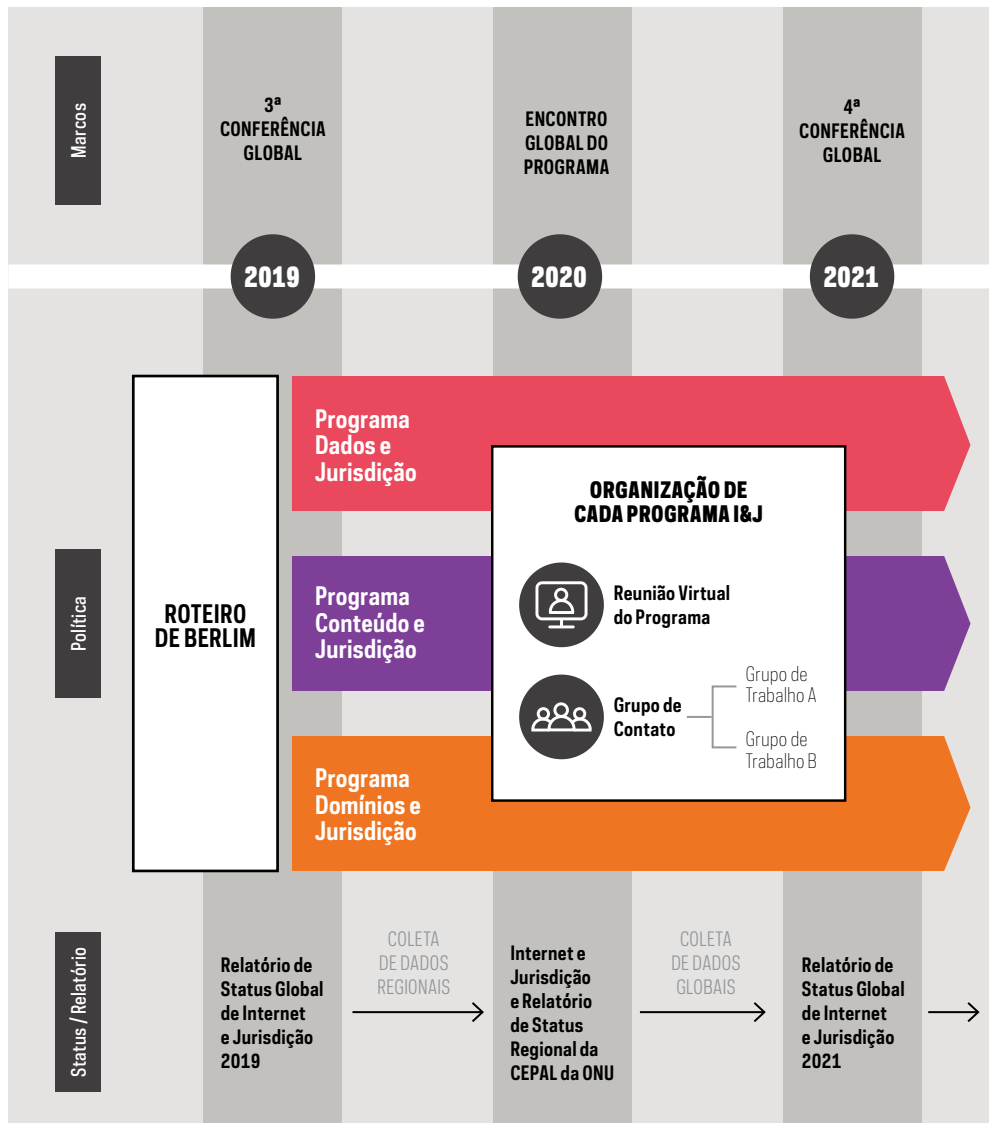 Marcos
3ª
CONFERÊNCIA
GLOBAL
ENCONTRO
GLOBAL DO
PROGRAMA
4ª
CONFERÊNCIA
GLOBAL
2019
2020
2021
Política
ROTEIRO
DE BERLIM
Programa
Dados e
Jurisdição
Programa
Conteúdo e
Jurisdição
Programa
Domínios e
Jurisdição
ORGANIZAÇÃO DE
CADA PROGRAMA I&J
Reunião Virtual
do Programa
Grupo de
Contato
Grupo de
Trabalho A
Grupo de
Trabalho B
Status / Relatório
Relatório de
Status Global
de Internet
e Jurisdição
2019
COLETA
DE DADOS
REGIONAIS
Internet e
Jurisdição
e Relatório
de Status
Regional da
CEPAL da ONU
COLETA
DE DADOS
GLOBAIS
Relatório de
Status Global
de Internet
e Jurisdição
2021